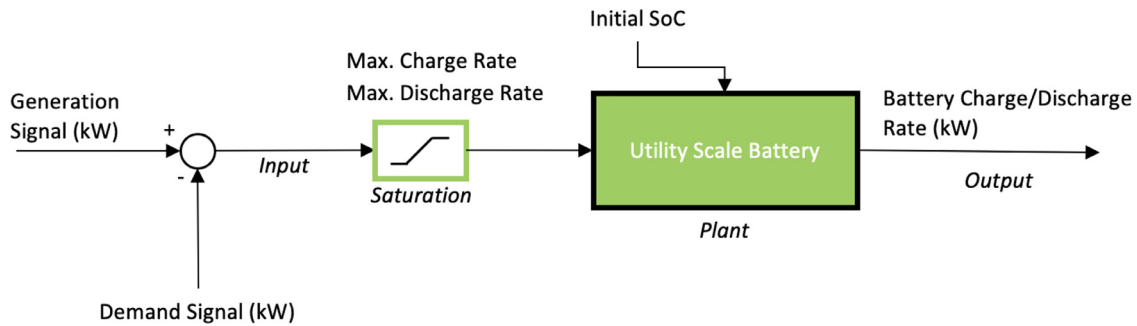 Initial SoC
Max. Charge Rate
Max. Discharge Rate
Generation
Signal (kW)
+
-
Input
Saturation
Utility Scale Battery
Plant
Battery Charge/Discharge
Rate (kW)
Output
Demand Signal (kW)